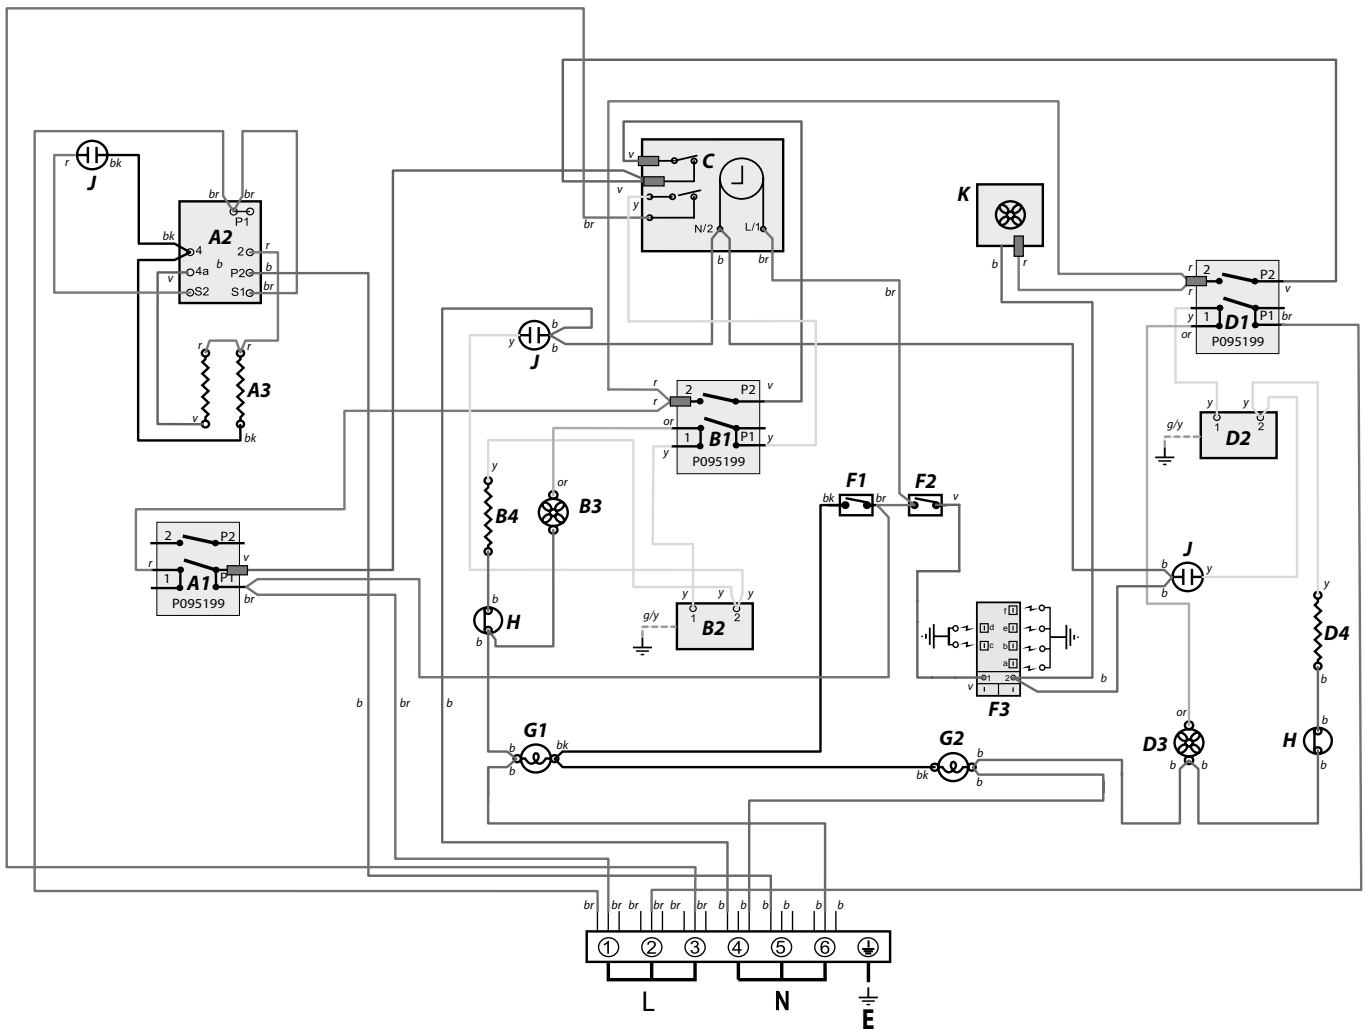 r
bk
J
br
br
P1
A2
bk
4
2
r
b
4a
P2
b
v
S2
S1
br
r
r
A3
v
bk
v
C
v
y
br
N/2
L/1
b
br
br
K
b
r
r
2
P2
r
v
y
1
P1
br
or
D1
P095199
b
y
b
J
r
2
P2
v
r
or
1
B1
P1
y
y
P095199
y
y
g/y
1
2
D2
y
B4
or
B3
F1
F2
bk
br
v
2
P2
v
r
1
A1
P1
P095199
br
b
H
b
y
y
y
g/y
1
2
B2
J
b
y
b
f
d
e
c
b
a
1
2
b
v
F3
y
D4
b
b
br
b
G1
b
bk
b
G2
b
bk
b
or
D3
b
b
b
H
b
br
br
br
br
br
br
b
b
b
b
b
b
1
2
3
4
5
6
L
N
E